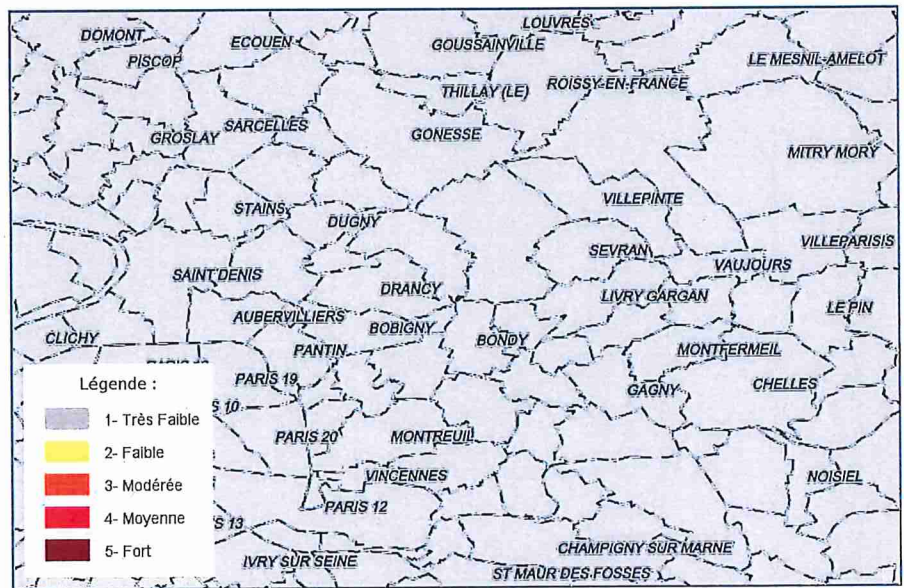 LOUVRES
DOMONT
ECOUEN
GOUSSAINVILLE
PISCOP
LE MESNIL-AMELOT
ROISSY-EN-FRANCE
THILLAY (LE)
SARCELLES
GROSLAY
GONESSE
MITRY MORY
VILLEPINTE
STAINS
DUGNY
VILLEPARISIS
SEVRAN
VAUJOURS
SAINT DENIS
DRANCY
LIVRY GARGAN
LE PIN
AUBERVILLIERS
BOBIGNY
CLICHY
BONDY
PANTIN
MONTFERMEIL
PARIS 19
GAGNY
CHELLES
Légende :
1- Très Faible
2- Faible
3- Modérée
4- Moyenne
5- Fort
10
PARIS 20
MONTREUIL
VINCENNES
NOISIEL
PARIS 12
13
IVRY SUR SEINE
CHAMPIGNY SUR MARNE
ST MAUR DES FOSSES